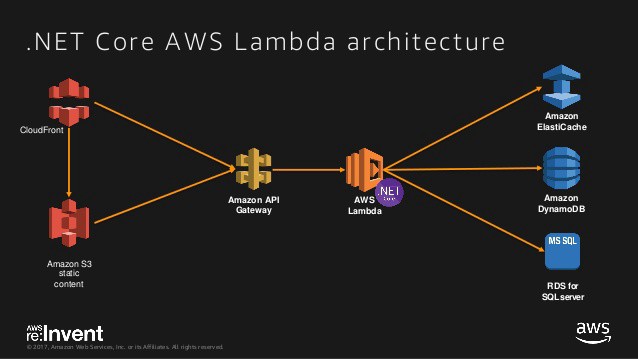 .NET Core AWS Lambda architecture
CloudFront
Amazon S3
static
content
Amazon API
Gateway
.NET
Core
AWS
Lambda
Amazon
ElastiCache
Amazon
DynamoDB
MS SQL
RDS for
SQLserver
AWS
re:Invent
© 2017, Amazon Web Services, Inc. or its Affiliates. All rights reserved.
aws